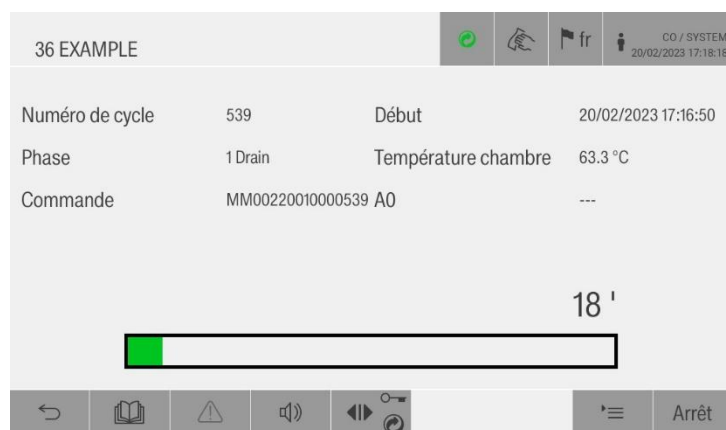 36 EXAMPLE
fr
CO / SYSTEM
20/02/2023 17:18:18
Numéro de cycle 539 Début 20/02/2023 17:16:50
Phase 1 Drain Température chambre 63.3 °C
Commande MM00220010000539 A0 ---
18 '
Arrêt